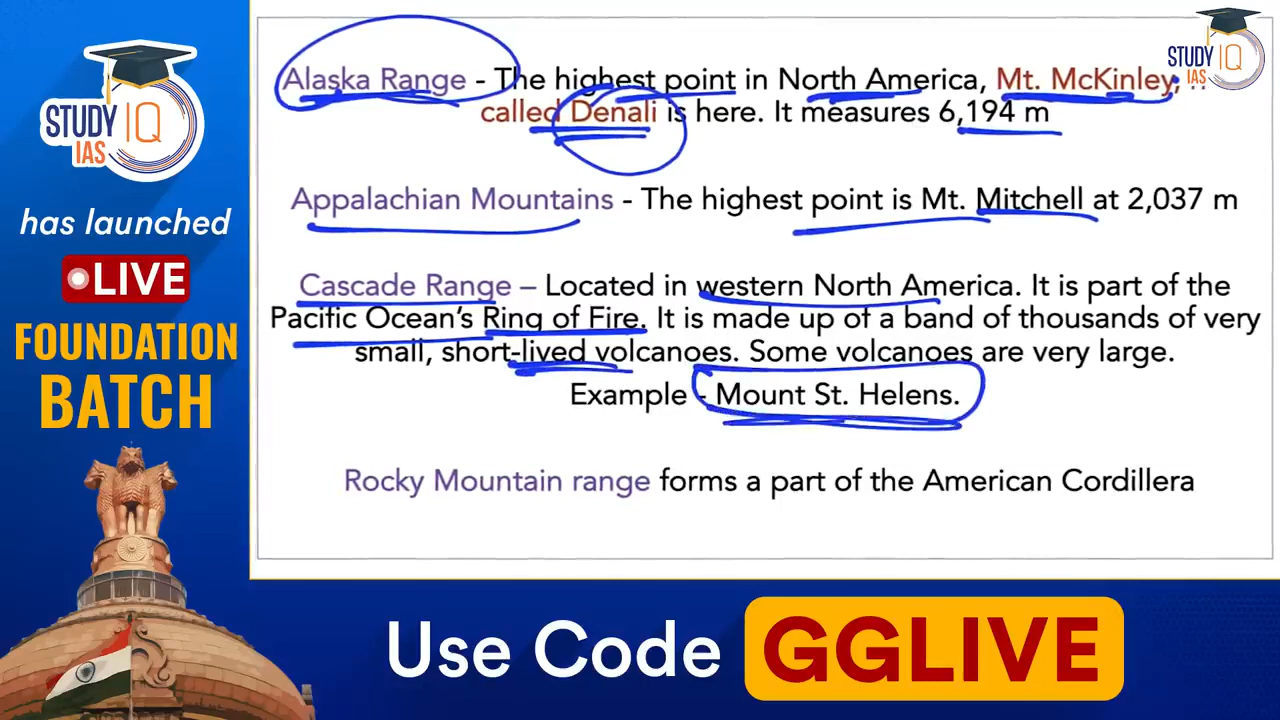 STUDY IQ
IAS
has launched
LIVE
FOUNDATION
BATCH
STUDY IQ
IAS
Alaska Range - The highest point in North America, Mt. McKinley,
called Denali is here. It measures 6,194 m
Appalachian Mountains - The highest point is Mt. Mitchell at 2,037 m
Cascade Range – Located in western North America. It is part of the
Pacific Ocean's Ring of Fire. It is made up of a band of thousands of very
small, short-lived volcanoes. Some volcanoes are very large.
Example - Mount St. Helens.
Rocky Mountain range forms a part of the American Cordillera
Use Code GGLIVE